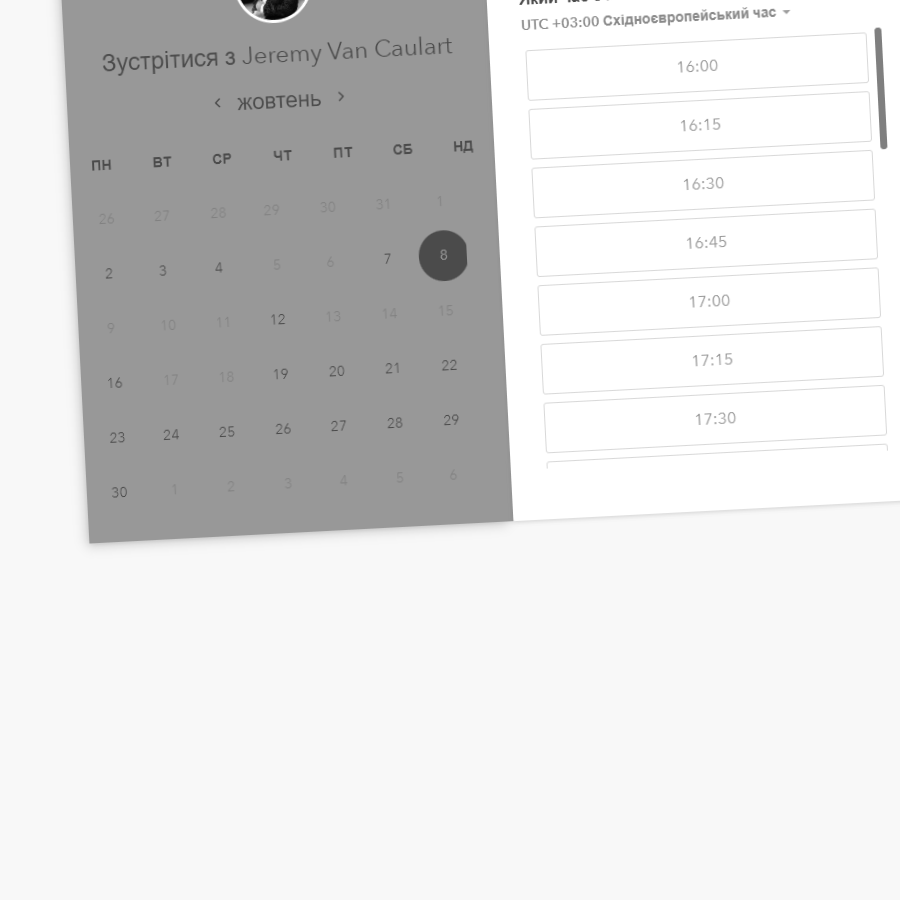 Зустрітися з Jeremy Van Caulart
жовтень
ПН ВТ СР ЧТ ПТ СБ НД
26 27 28 29 30 31 1
2 3 4 5 6 7 8
9 10 11 12 13 14 15
16 17 18 19 20 21 22
23 24 25 26 27 28 29
30 1 2 3 4 5 6
Який час
UTC +03:00 Східноєвропейський час
16:00
16:15
16:30
16:45
17:00
17:15
17:30